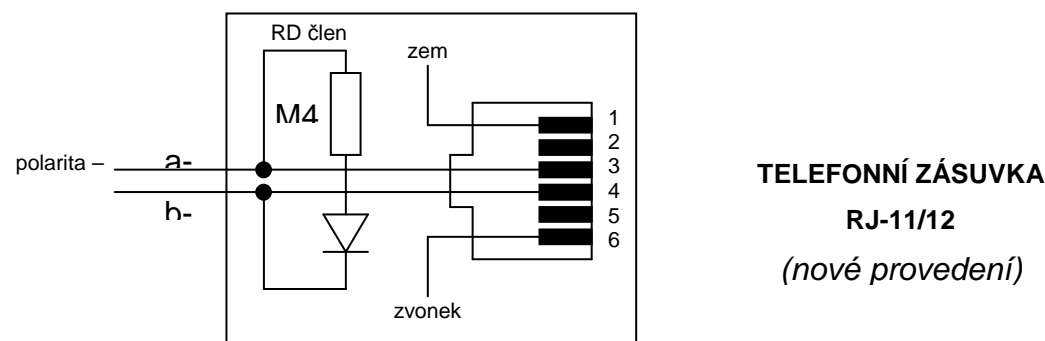 RD člen
zem
M4
1
2
3
4
5
6
polarita –
a-
b-
zvonek
TELEFONNÍ ZÁSUVKA
RJ-11/12
(nové provedení)